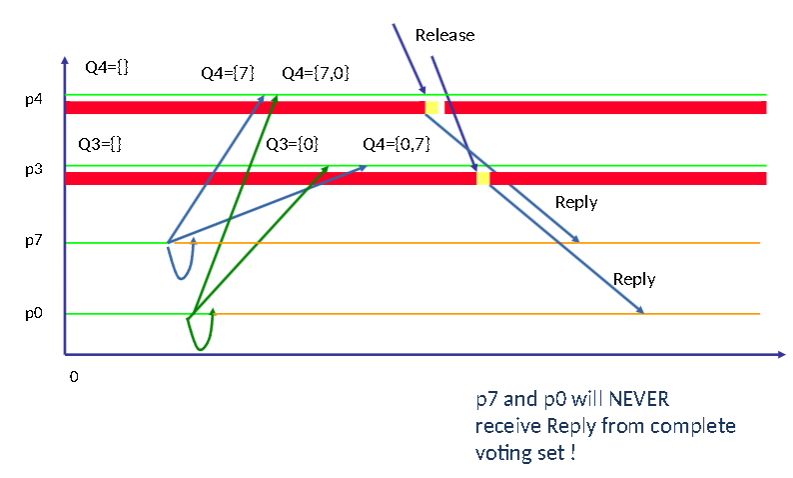 Release
Q4={}
Q4={7} Q4={7,0}
p4
Q3={} Q3={0} Q4={0,7}
p3
Reply
p7
Reply
p0
0
p7 and p0 will NEVER
receive Reply from complete
voting set !